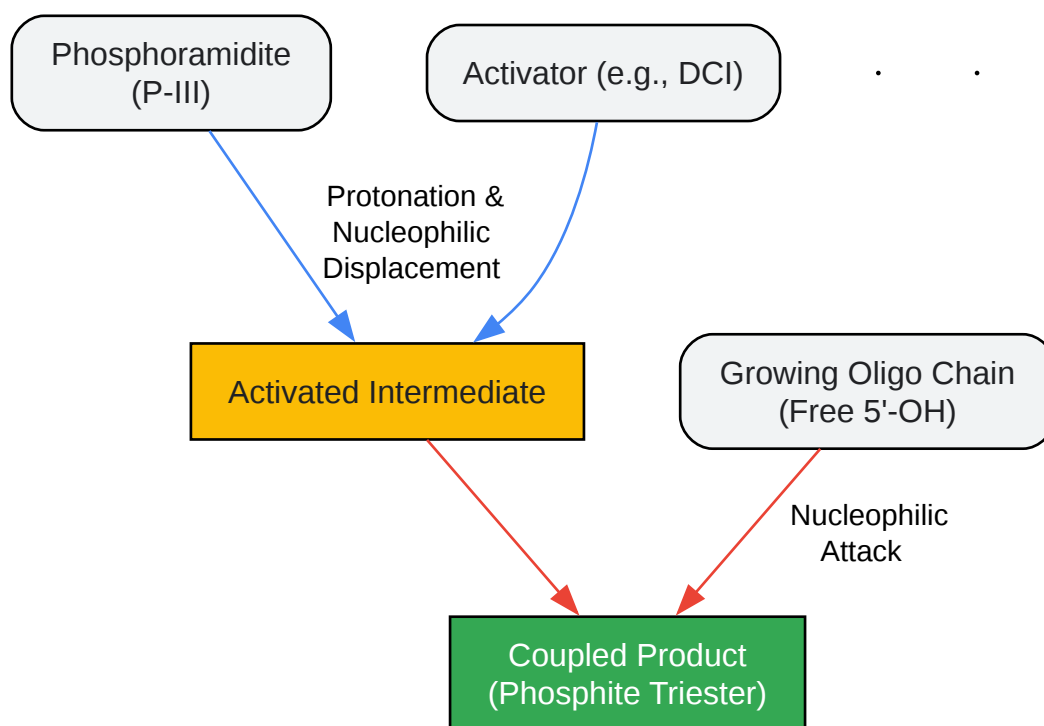 Phosphoramidite
(P-III)
Activator (e.g., DCI)
Protonation &
Nucleophilic
Displacement
Activated Intermediate
Growing Oligo Chain
(Free 5'-OH)
Nucleophilic
Attack
Coupled Product
(Phosphite Triester)